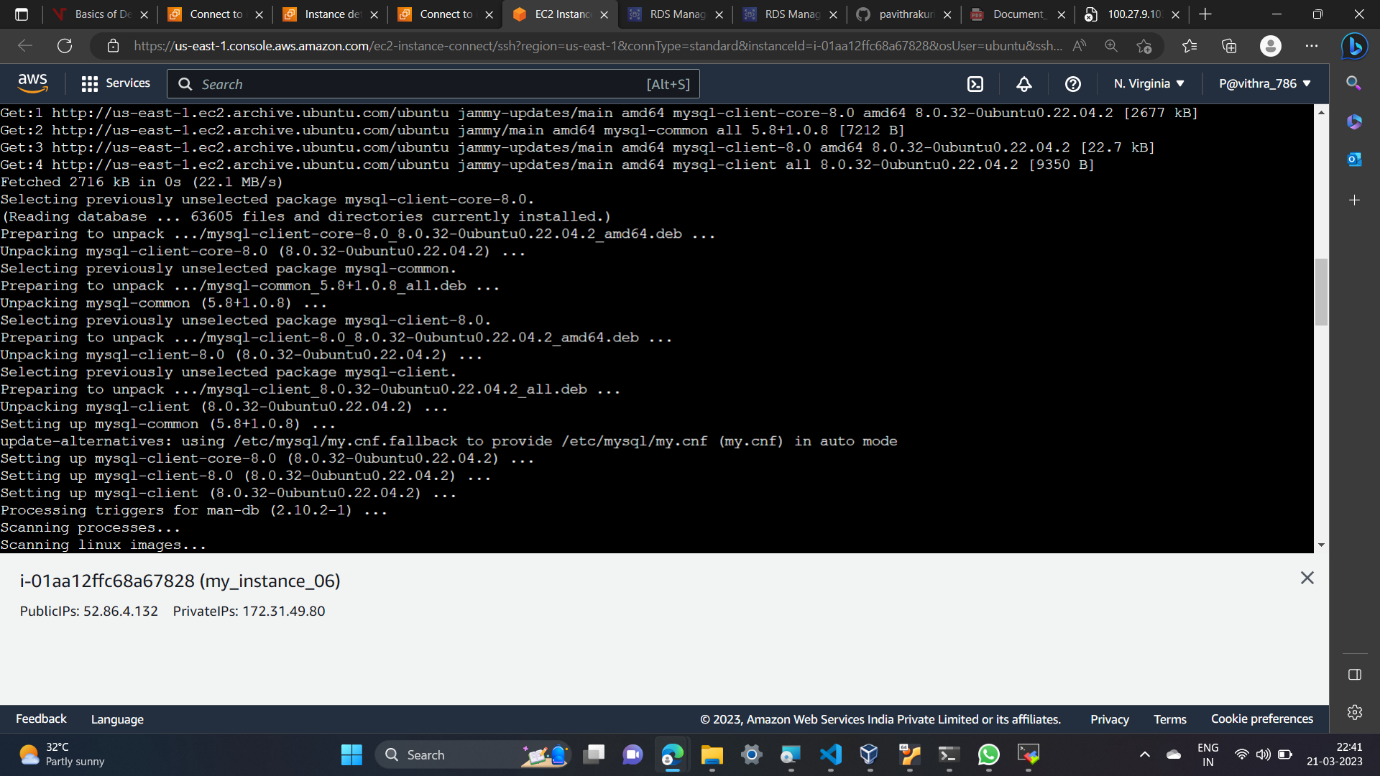 Basics of De
Connect to
Instance de
Connect to
EC2 Instanc
RDS Manag
RDS Manag
pavithrakur
Document_
100.27.9.10
https://us-east-1.console.aws.amazon.com/ec2-instance-connect/ssh?region=us-east-1&connType=standard&instanceId=i-01aa12ffc68a67828&osUser=ubuntu&ssh...
aws
Services
Search
[Alt+S]
N. Virginia
P@vithra_786
Get:1 http://us-east-1.ec2.archive.ubuntu.com/ubuntu jammy-updates/main amd64 mysql-client-core-8.0 amd64 8.0.32-0ubuntu0.22.04.2 [2677 kB]
Get:2 http://us-east-1.ec2.archive.ubuntu.com/ubuntu jammy/main amd64 mysql-common all 5.8+1.0.8 [7212 B]
Get:3 http://us-east-1.ec2.archive.ubuntu.com/ubuntu jammy-updates/main amd64 mysql-client-8.0 amd64 8.0.32-0ubuntu0.22.04.2 [22.7 kB]
Get:4 http://us-east-1.ec2.archive.ubuntu.com/ubuntu jammy-updates/main amd64 mysql-client all 8.0.32-0ubuntu0.22.04.2 [9350 B]
Fetched 2716 kB in 0s (22.1 MB/s)
Selecting previously unselected package mysql-client-core-8.0.
(Reading database ... 63605 files and directories currently installed.)
Preparing to unpack .../mysql-client-core-8.0_8.0.32-0ubuntu0.22.04.2_amd64.deb ...
Unpacking mysql-client-core-8.0 (8.0.32-0ubuntu0.22.04.2) ...
Selecting previously unselected package mysql-common.
Preparing to unpack .../mysql-common_5.8+1.0.8_all.deb ...
Unpacking mysql-common (5.8+1.0.8) ...
Selecting previously unselected package mysql-client-8.0.
Preparing to unpack .../mysql-client-8.0_8.0.32-0ubuntu0.22.04.2_amd64.deb ...
Unpacking mysql-client-8.0 (8.0.32-0ubuntu0.22.04.2) ...
Selecting previously unselected package mysql-client.
Preparing to unpack .../mysql-client_8.0.32-0ubuntu0.22.04.2_all.deb ...
Unpacking mysql-client (8.0.32-0ubuntu0.22.04.2) ...
Setting up mysql-common (5.8+1.0.8) ...
update-alternatives: using /etc/mysql/my.cnf.fallback to provide /etc/mysql/my.cnf (my.cnf) in auto mode
Setting up mysql-client-core-8.0 (8.0.32-0ubuntu0.22.04.2) ...
Setting up mysql-client-8.0 (8.0.32-0ubuntu0.22.04.2) ...
Setting up mysql-client (8.0.32-0ubuntu0.22.04.2) ...
Processing triggers for man-db (2.10.2-1) ...
Scanning processes...
Scanning linux images...
i-01aa12ffc68a67828 (my_instance_06)
PublicIPs: 52.86.4.132 PrivateIPs: 172.31.49.80
Feedback
Language
© 2023, Amazon Web Services India Private Limited or its affiliates.
Privacy
Terms
Cookie preferences
32°C
Partly sunny
Search
ENG
IN
22:41
21-03-2023